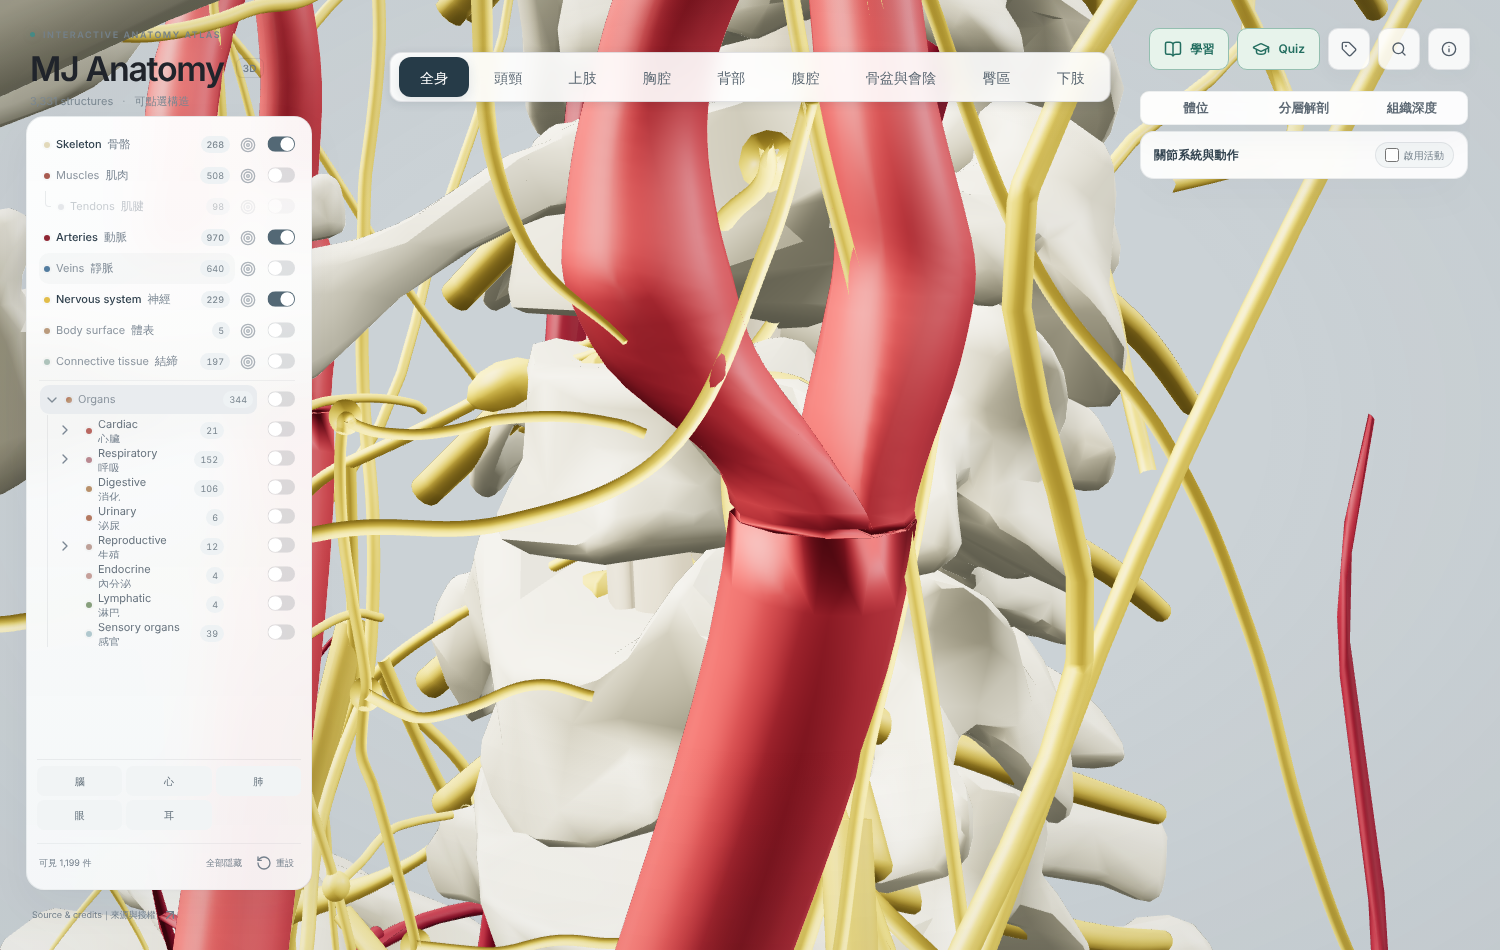 INTERACTIVE ANATOMY ATLAS
MJ Anatomy
3D
structures · 可點選構造
全身 頭頸 上肢 胸腔 背部 腹腔 骨盆與會陰 臀區 下肢
學習 Quiz
體位 分層解剖 組織深度
關節系統與動作 啟用活動
Skeleton 骨骼 268
Muscles 肌肉 508
Tendons 肌腱 98
Arteries 動脈 970
Veins 靜脈 640
Nervous system 神經 229
Body surface 體表 5
Connective tissue 結締 197
Organs 344
Cardiac 21
心臟
Respiratory 152
呼吸
Digestive 106
消化
Urinary 6
泌尿
Reproductive 12
生殖
Endocrine 4
內分泌
Lymphatic 4
淋巴
Sensory organs 39
感官
腦 心 肺
眼 耳
可見 1,199 件 全部隱藏 重設
Source & credits | 來源與授權